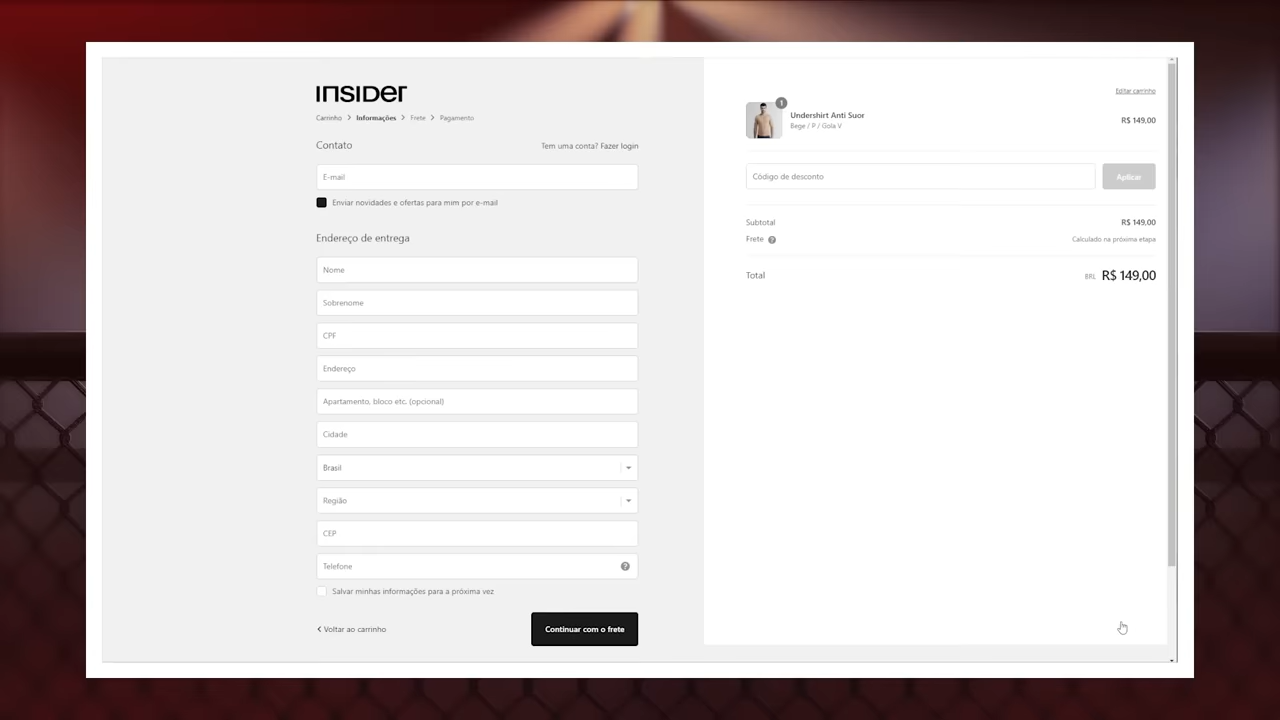 INSIDER
Carrinho > Informações > Frete > Pagamento
Contato
Tem uma conta? Fazer login
E-mail
Enviar novidades e ofertas para mim por e-mail
Endereço de entrega
Nome
Sobrenome
CPF
Endereço
Apartamento, bloco etc. (opcional)
Cidade
Brasil
Região
CEP
Telefone ?
Salvar minhas informações para a próxima vez
< Voltar ao carrinho
Continuar com o frete
Editar carrinho
1
Undershirt Anti Suor
Bege / P / Gola V
R$ 149,00
Código de desconto
Aplicar
Subtotal R$ 149,00
Frete ? Calculado na próxima etapa
Total BRL R$ 149,00